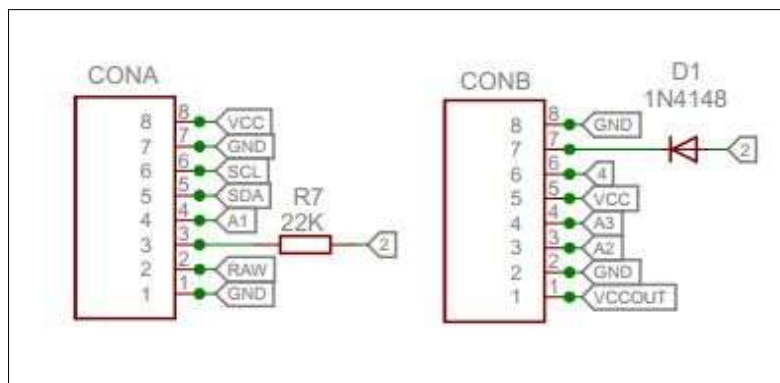 CONA
8 8 VCC
7 7 GND
6 6 SCL
5 5 SDA
4 4 A1
R7
22K
3 3 2
2 2 RAW
1 1 GND
CONB
D1
1N4148
8 8 GND
7 7 2
6 6 4
5 5 VCC
4 4 A3
3 3 A2
2 2 GND
1 1 VCCOUT